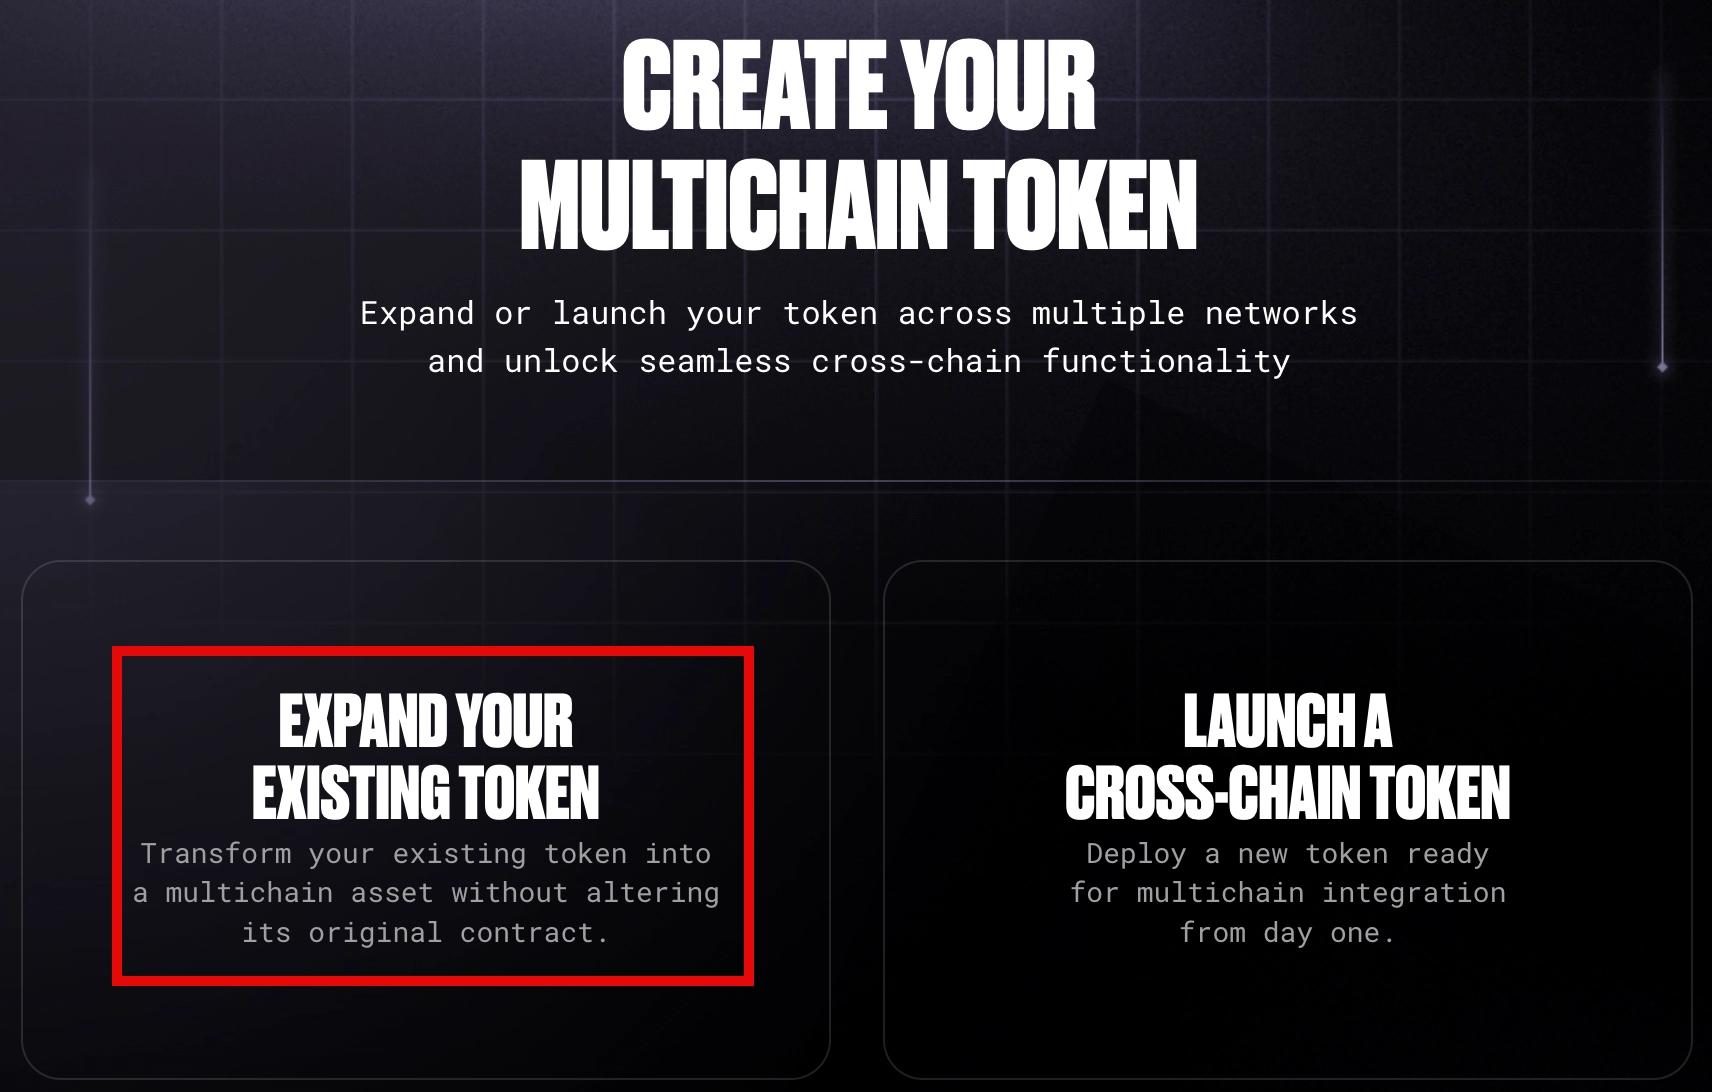 CREATE YOUR
MULTICHAIN TOKEN
Expand or launch your token across multiple networks
and unlock seamless cross-chain functionality
EXPAND YOUR
EXISTING TOKEN
Transform your existing token into
a multichain asset without altering
its original contract.
LAUNCH A
CROSS-CHAIN TOKEN
Deploy a new token ready
for multichain integration
from day one.